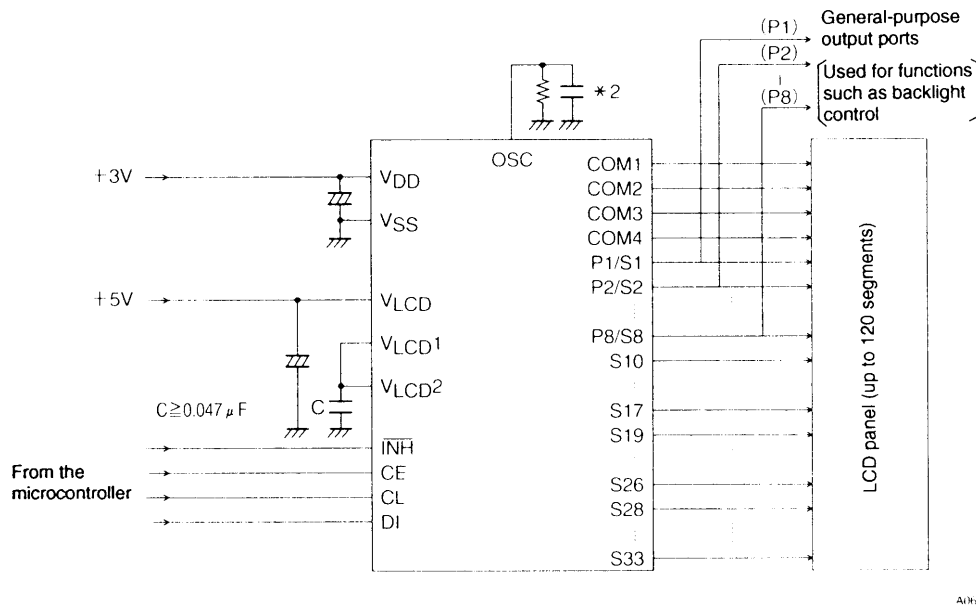 (P1)
General-purpose
output ports
(P2)
(P8)
Used for functions
such as backlight
control
*2
OSC
+3V
VDD
VSS
+5V
VLCD
VLCD1
VLCD2
C≧0.047 μF
C
INH
From the
microcontroller
CE
CL
DI
COM1
COM2
COM3
COM4
P1/S1
P2/S2
P8/S8
S10
S17
S19
S26
S28
S33
LCD panel (up to 120 segments)